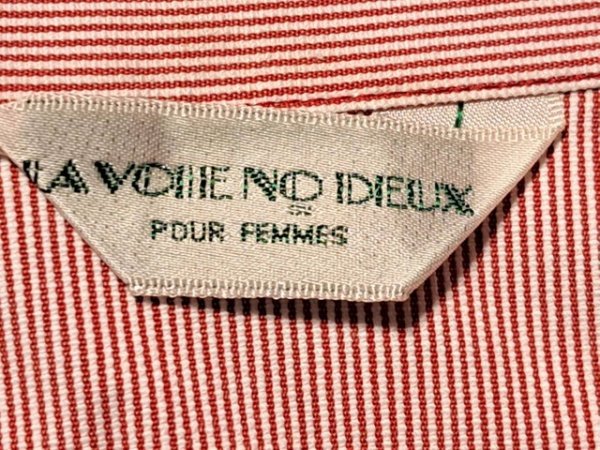 LA VOIE NO DEUX
POUR FEMMES